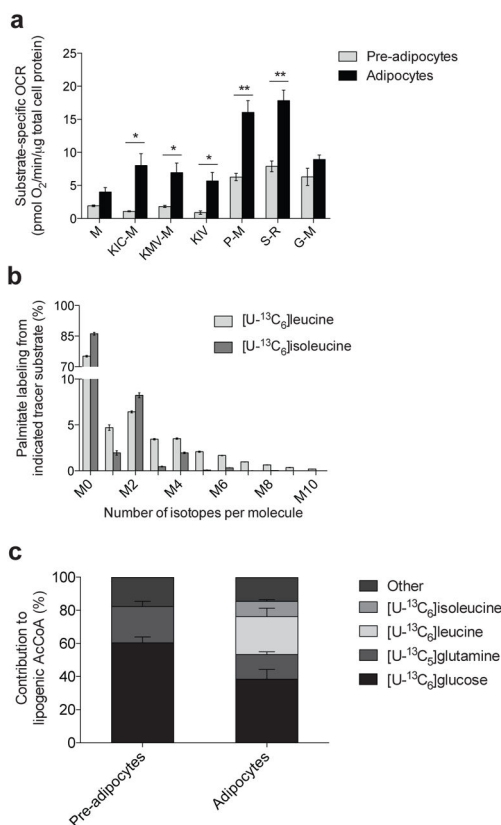 a
Substrate-specific OCR
(pmol O₂/min/µg total cell protein)
25
20
15
10
5
0
Pre-adipocytes
Adipocytes
*
*
*
**
**
M
KIC-M
KMV-M
KIV
P-M
S-R
G-M
b
Palmitate labeling from
indicated tracer substrate (%)
100
85
70
10
5
0
[U-¹³C₆]leucine
[U-¹³C₆]isoleucine
M0
M2
M4
M6
M8
M10
Number of isotopes per molecule
c
Contribution to
lipogenic AcCoA (%)
100
80
60
40
20
0
Other
[U-¹³C₆]isoleucine
[U-¹³C₆]leucine
[U-¹³C₅]glutamine
[U-¹³C₆]glucose
Pre-adipocytes
Adipocytes